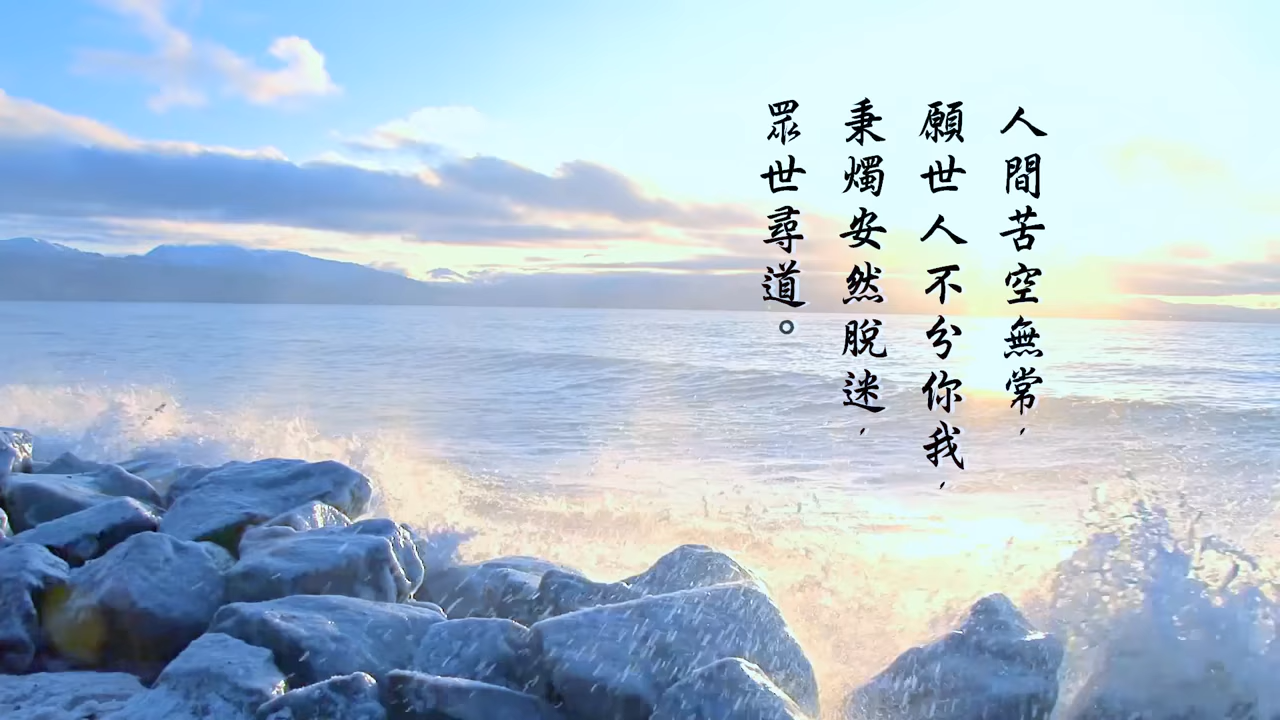 人間苦空無常，
願世人不分你我，
秉燭安然脫迷，
眾世尋道。